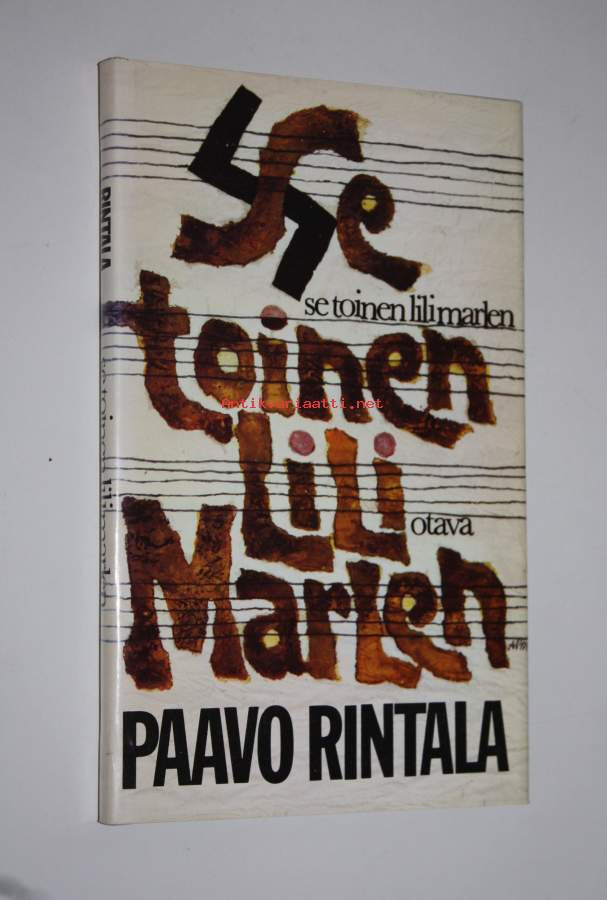 Se
se toinen lili marlen
toinen
Antikvariaatti.net
LiLi
otava
Marlen
PAAVO RINTALA
RINTALA
se toinen lili marlen